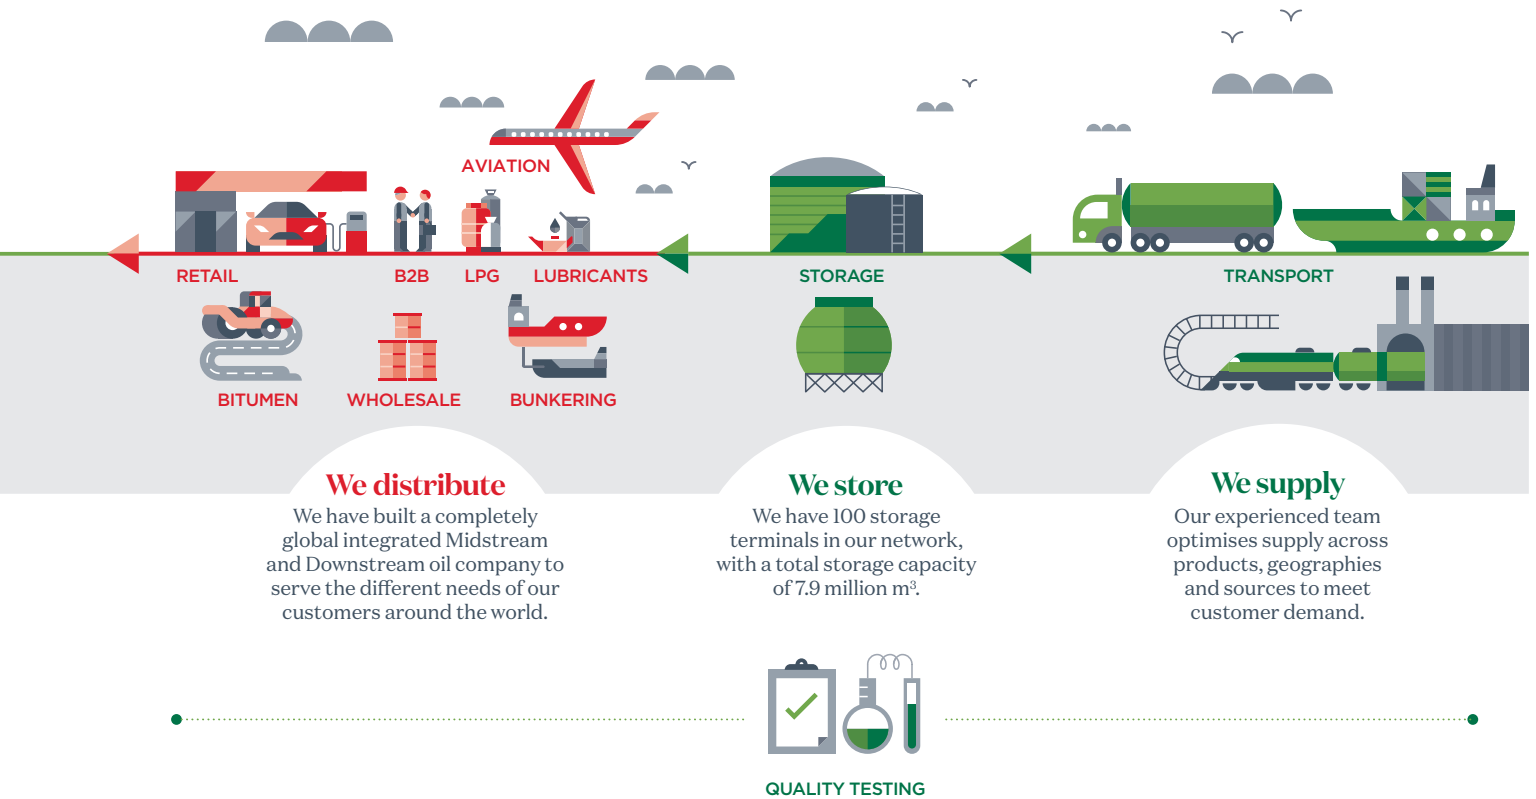 AVIATION
RETAIL
B2B
LPG
LUBRICANTS
STORAGE
TRANSPORT
BITUMEN
WHOLESALE
BUNKERING
We distribute
We have built a completely
global integrated Midstream
and Downstream oil company to
serve the different needs of our
customers around the world.
We store
We have 100 storage
terminals in our network,
with a total storage capacity
of 7.9 million m³.
We supply
Our experienced team
optimises supply across
products, geographies
and sources to meet
customer demand.
QUALITY TESTING